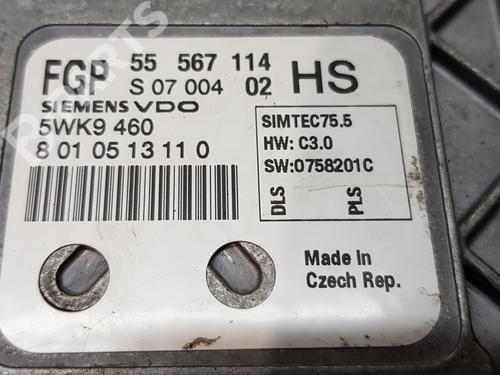 FGP 55 567 114 HS
S 07 004 02
SIEMENS VDO
5WK9 460
8 01 05 13 11 0
SIMTEC75.5
HW: C3.0
SW:0758201C
DLS PLS
Made in
Czech Rep.